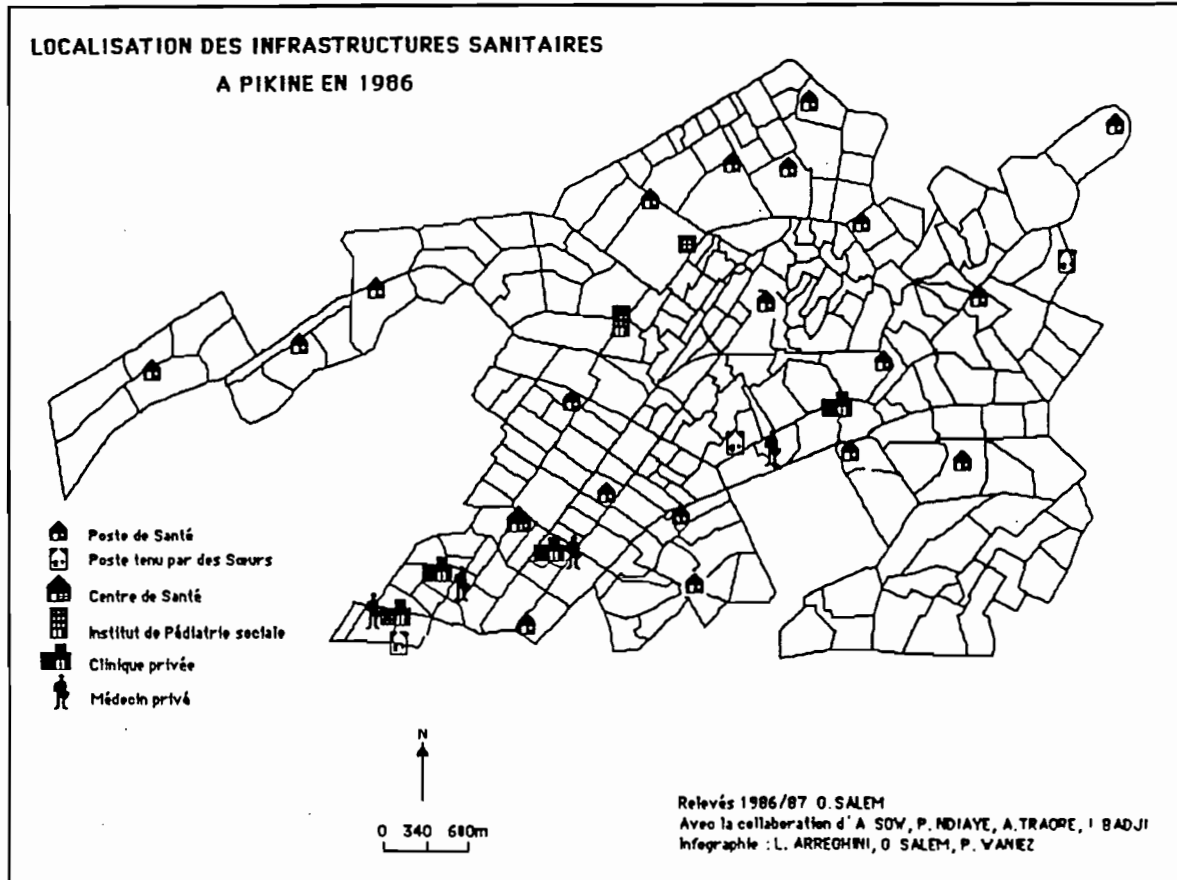 LOCALISATION DES INFRASTRUCTURES SANITAIRES
A PIKINE EN 1986
Poste de Santé
Poste tenu par des Sœurs
Centre de Santé
Institut de Pédiatrie sociale
Clinique privée
Médecin privé
N
0 340 680m
Relevés 1986/87 G.SALEM
Avec la collaboration d'A SOW, P. NDIAYE, A.TRAORE, I BADJI
Infographie : L. ARREGHINI, G SALEM, P. WANIEZ